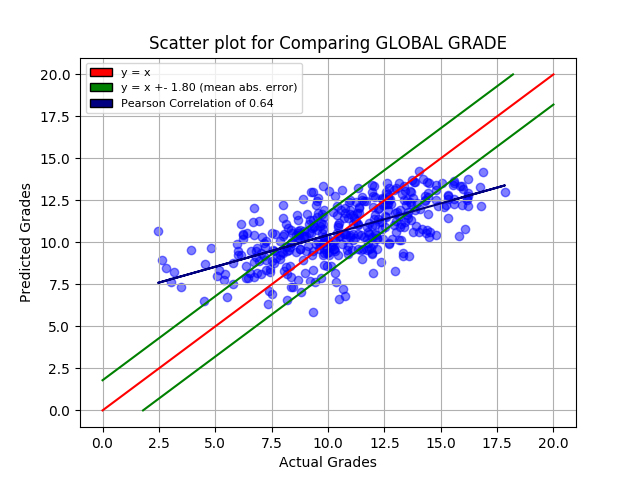 Scatter plot for Comparing GLOBAL GRADE
y = x
y = x +- 1.80 (mean abs. error)
Pearson Correlation of 0.64
Predicted Grades
20.0
17.5
15.0
12.5
10.0
7.5
5.0
2.5
0.0
0.0 2.5 5.0 7.5 10.0 12.5 15.0 17.5 20.0
Actual Grades